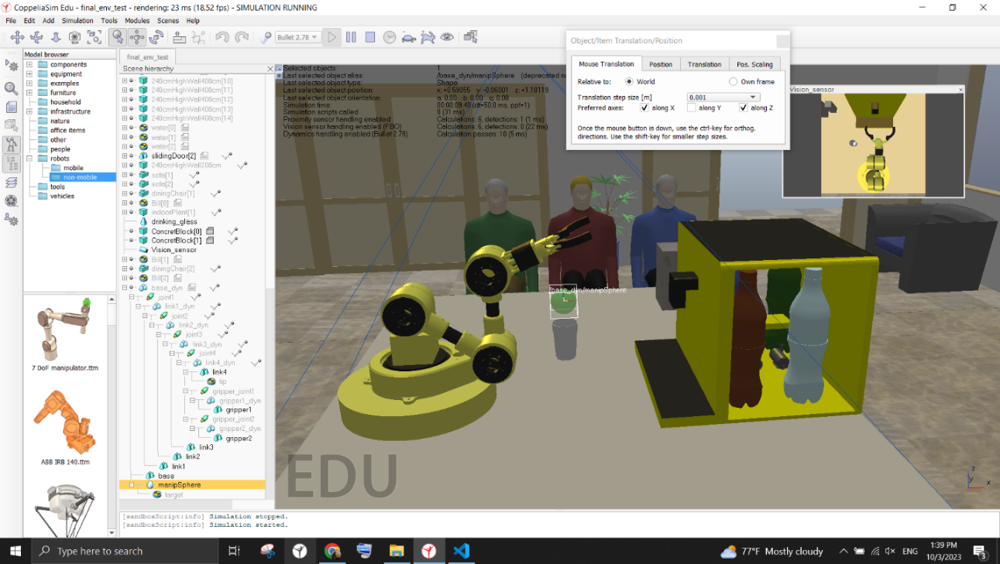 CoppeliaSim Edu - final_env_test - rendering: 23 ms (18.52 fps) - SIMULATION RUNNING
File Edit Add Simulation Tools Modules Scenes Help
Bullet 2.78
Model browser
components
equipment
examples
furniture
household
infrastructure
nature
office items
other
people
robots
mobile
non-mobile
tools
vehicles
7 DoF manipulator.ttm
ABB IRB 140.ttm
final_env_test
Scene hierarchy
240cmHighWall400cm[10]
240cmHighWall400cm[11]
240cmHighWall400cm[12]
240cmHighWall400cm[13]
240cmHighWall400cm[14]
water[0]
water[1]
water[2]
slidingDoor[2]
240cmHighWall200cm
sofa[1]
sofa[2]
diningChair[1]
Bill[0]
indoorPlant[1]
drinking_glass
ConcretBlock[0]
ConcretBlock[1]
Vision_sensor
Bill[1]
diningChair[2]
Bill[2]
base_dyn
joint1
link1_dyn
joint2
link2_dyn
joint3
link3_dyn
joint4
link4_dyn
link4
tip
gripper_joint1
gripper1_dyn
gripper1
gripper_joint2
gripper2_dyn
gripper2
link3
link2
link1
base
manipSphere
target
Selected objects: 1
Last selected object alias: /base_dyn/manipSphere (deprecated n
Last selected object type: Shape
Last selected object position: x: +0.59055 y: -0.06001 z: +1.10119
Last selected object orientation: a: 0.00 b: 0.00 g: 0.00
Simulation time: 00:00:09.40 (dt=50.0 ms, ppf=1)
Simulation scripts called 8 (31 ms)
Proximity sensor handling enabled Calculations: 6, detections: 1 (1 ms)
Vision sensor handling enabled (FBO) Calculations: 6, detections: 0 (22 ms)
Dynamics handling enabled (Bullet 2.78) Calculation passes: 10 (5 ms)
Object/Item Translation/Position
Mouse Translation Position Translation Pos. Scaling
Relative to: World Own frame
Translation step size [m] 0.001
Preferred axes: along X along Y along Z
Once the mouse button is down, use the ctrl-key for orthog.
directions. Use the shift-key for smaller step sizes.
Vision_sensor
/base_dyn/manipSphere
EDU
z
y
x
[sandboxScript:info] Simulation stopped.
[sandboxScript:info] Simulation started.
Type here to search
77°F Mostly cloudy
ENG
1:39 PM
10/3/2023
3